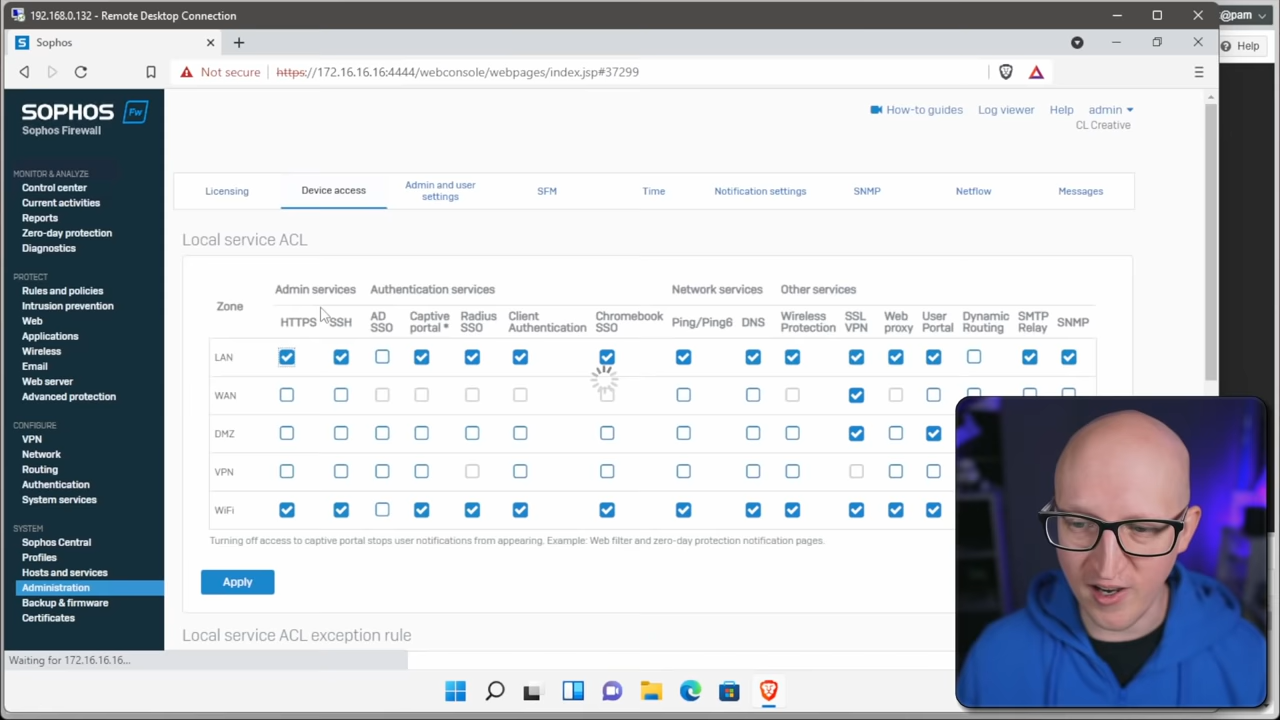 192.168.0.132 - Remote Desktop Connection
@pam
Sophos
Help
Not secure
https://172.16.16.16:4444/webconsole/webpages/index.jsp#37299
SOPHOS Fw
Sophos Firewall
How-to guides Log viewer Help admin
CL Creative
MONITOR & ANALYZE
Control center
Current activities
Reports
Zero-day protection
Diagnostics
PROTECT
Rules and policies
Intrusion prevention
Web
Applications
Wireless
Email
Web server
Advanced protection
CONFIGURE
VPN
Network
Routing
Authentication
System services
SYSTEM
Sophos Central
Profiles
Hosts and services
Administration
Backup & firmware
Certificates
Licensing Device access Admin and user settings SFM Time Notification settings SNMP Netflow Messages
Local service ACL
Zone Admin services Authentication services Network services Other services
HTTPS SSH AD SSO Captive portal * Radius SSO Client Authentication Chromebook SSO Ping/Ping6 DNS Wireless Protection SSL VPN Web proxy User Portal Dynamic Routing SMTP Relay SNMP
LAN
WAN
DMZ
VPN
WiFi
Turning off access to captive portal stops user notifications from appearing. Example: Web filter and zero-day protection notification pages.
Apply
Local service ACL exception rule
Waiting for 172.16.16.16...